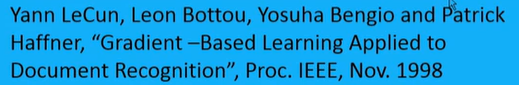 Yann LeCun, Leon Bottou, Yosuha Bengio and Patrick
Haffner, “Gradient –Based Learning Applied to
Document Recognition”, Proc. IEEE, Nov. 1998